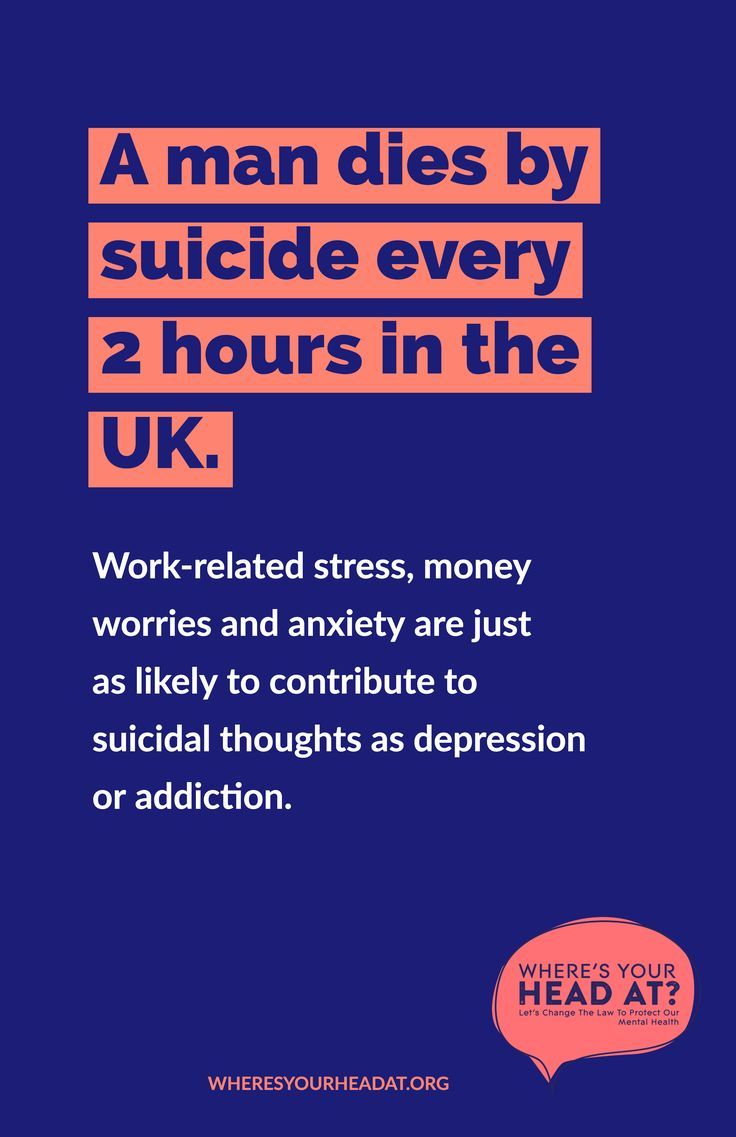 A man dies by
suicide every
2 hours in the
UK.
Work-related stress, money
worries and anxiety are just
as likely to contribute to
suicidal thoughts as depression
or addiction.
WHERE'S YOUR
HEAD AT?
Let's Change The Law To Protect Our
Mental Health
WHERESYOURHEADAT.ORG